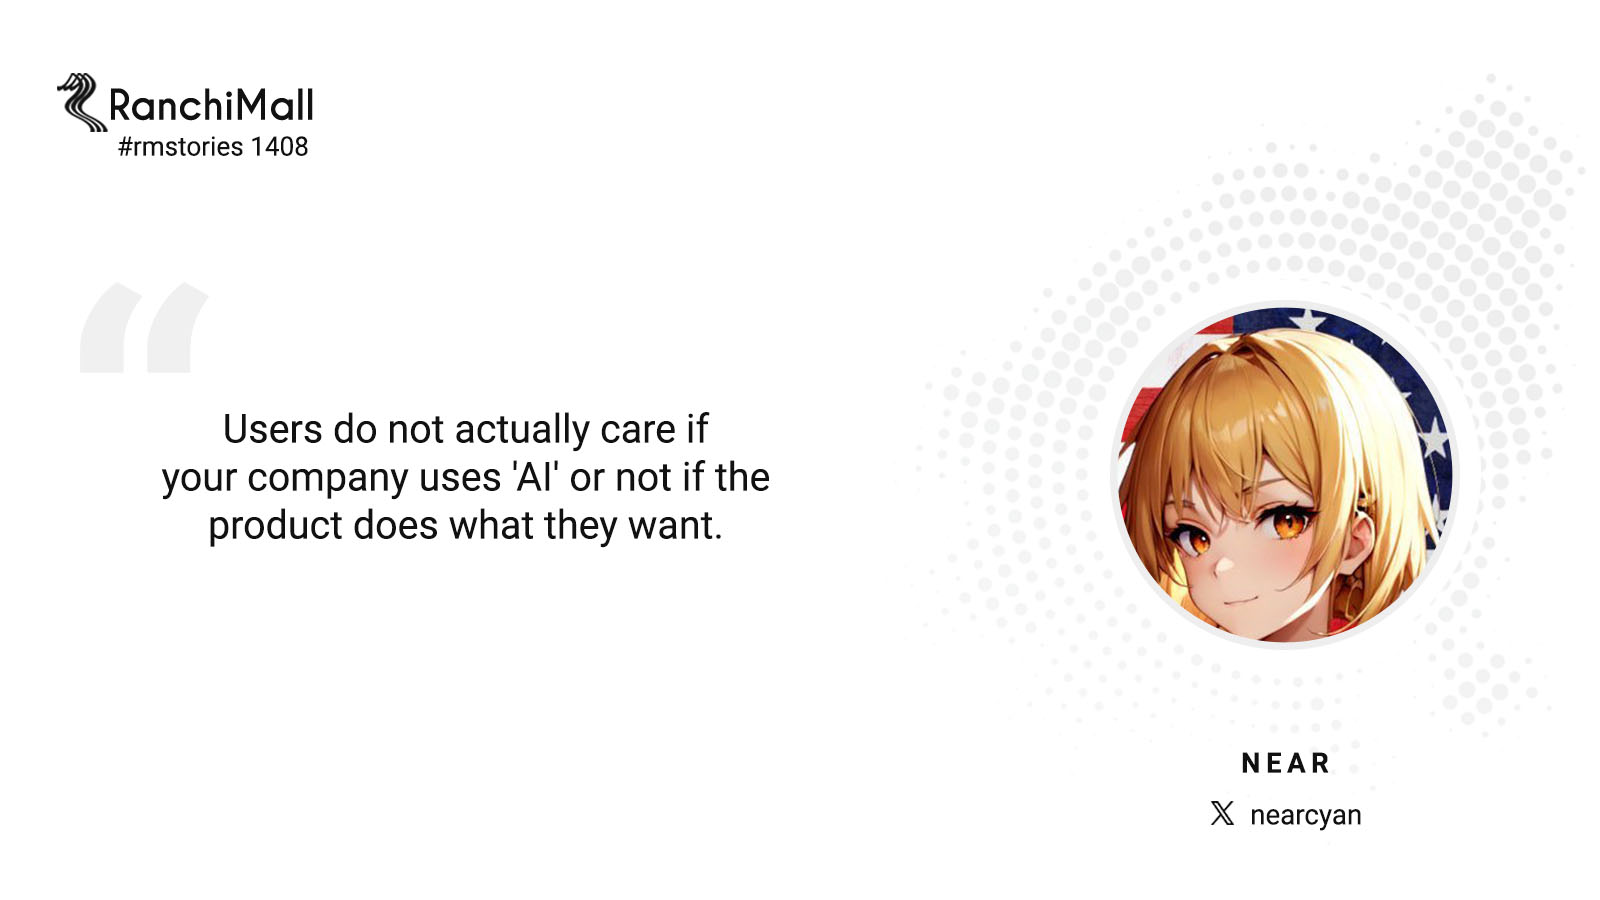 RanchiMall
#rmstories 1408
“
Users do not actually care if
your company uses 'AI' or not if the
product does what they want.
NEAR
X nearcyan